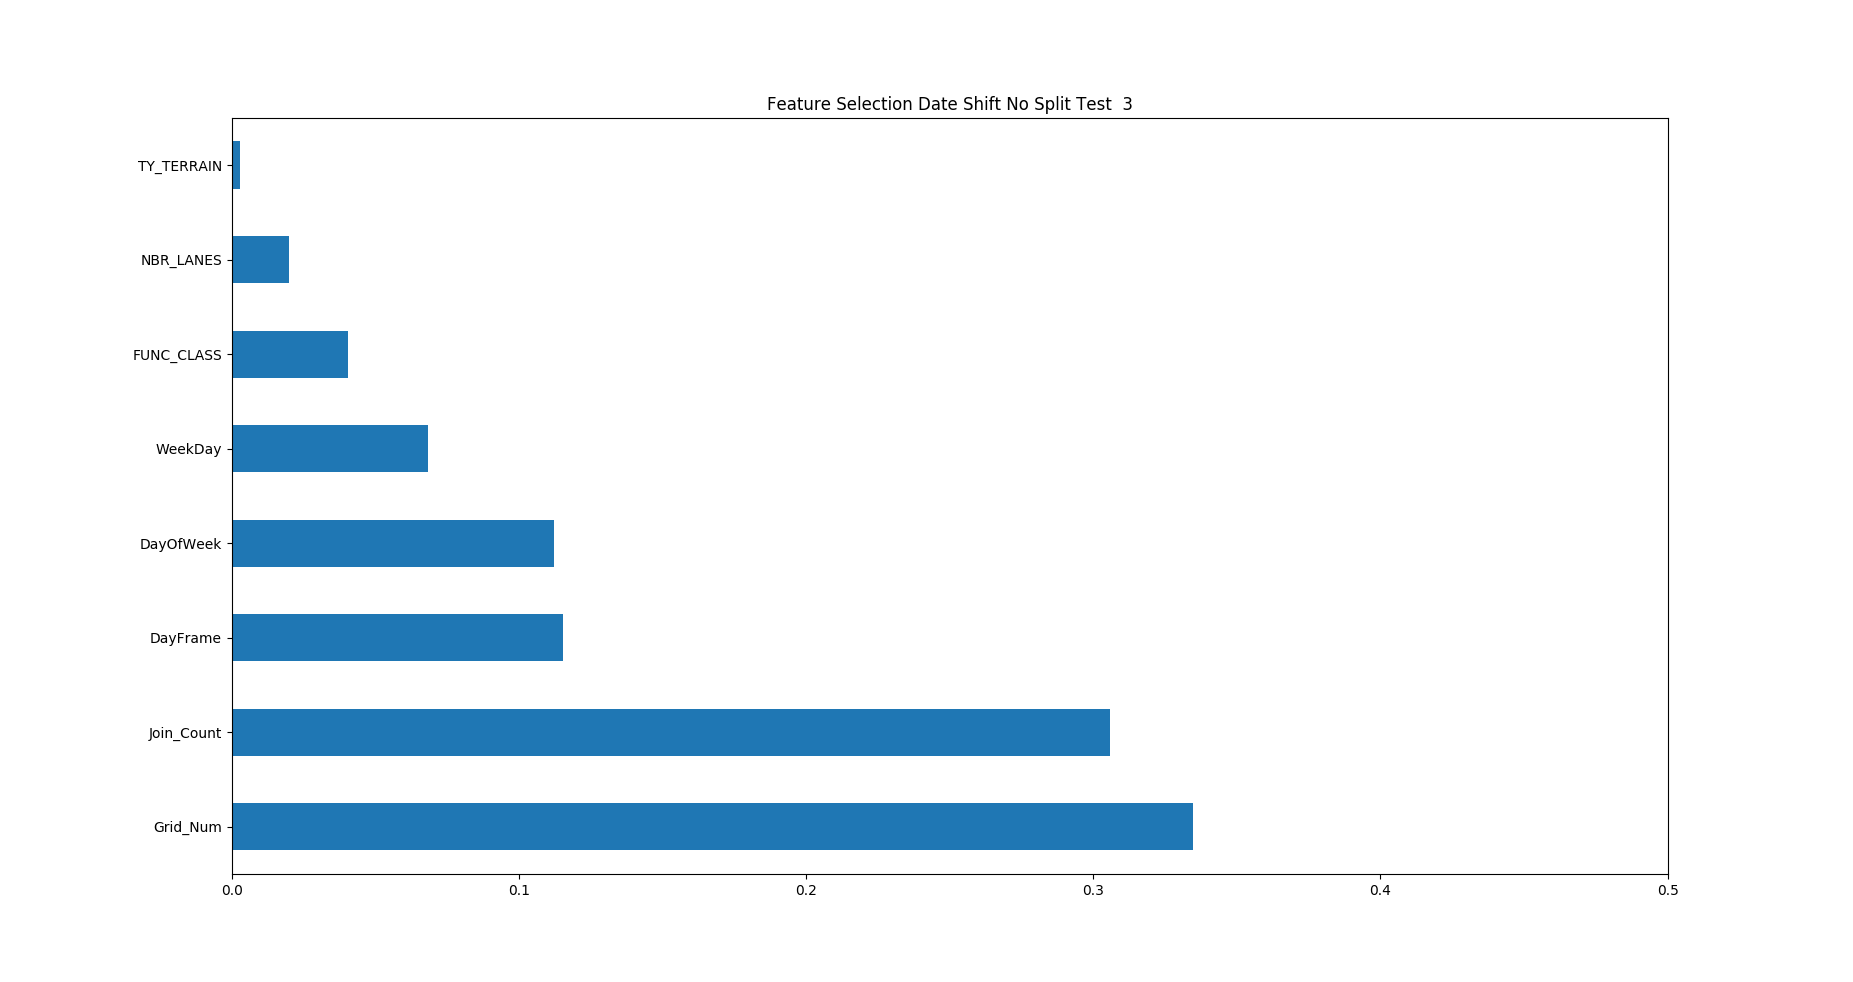 Feature Selection Date Shift No Split Test  3
TY_TERRAIN
NBR_LANES
FUNC_CLASS
WeekDay
DayOfWeek
DayFrame
Join_Count
Grid_Num
0.0 0.1 0.2 0.3 0.4 0.5